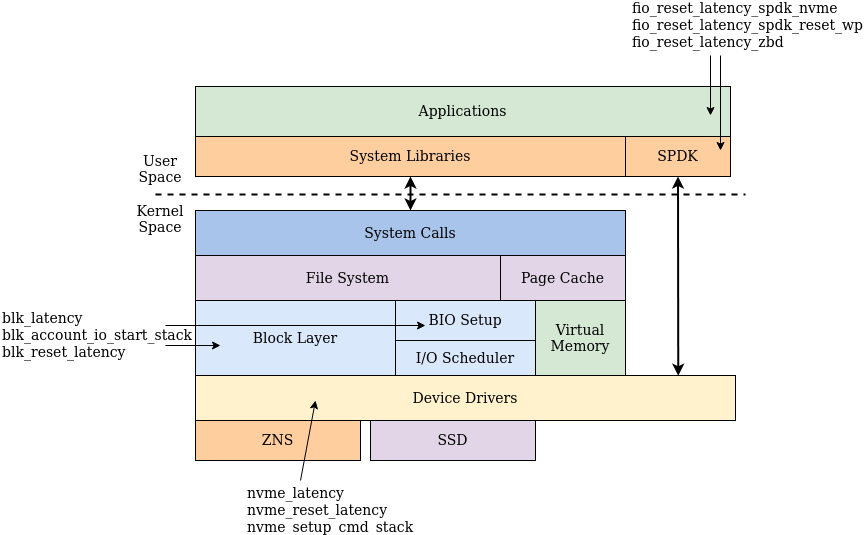 fio_reset_latency_spdk_nvme
fio_reset_latency_spdk_reset_wp
fio_reset_latency_zbd
Applications
System Libraries
SPDK
User
Space
Kernel
Space
System Calls
File System
Page Cache
blk_latency
blk_account_io_start_stack
blk_reset_latency
Block Layer
BIO Setup
I/O Scheduler
Virtual
Memory
Device Drivers
ZNS
SSD
nvme_latency
nvme_reset_latency
nvme_setup_cmd_stack